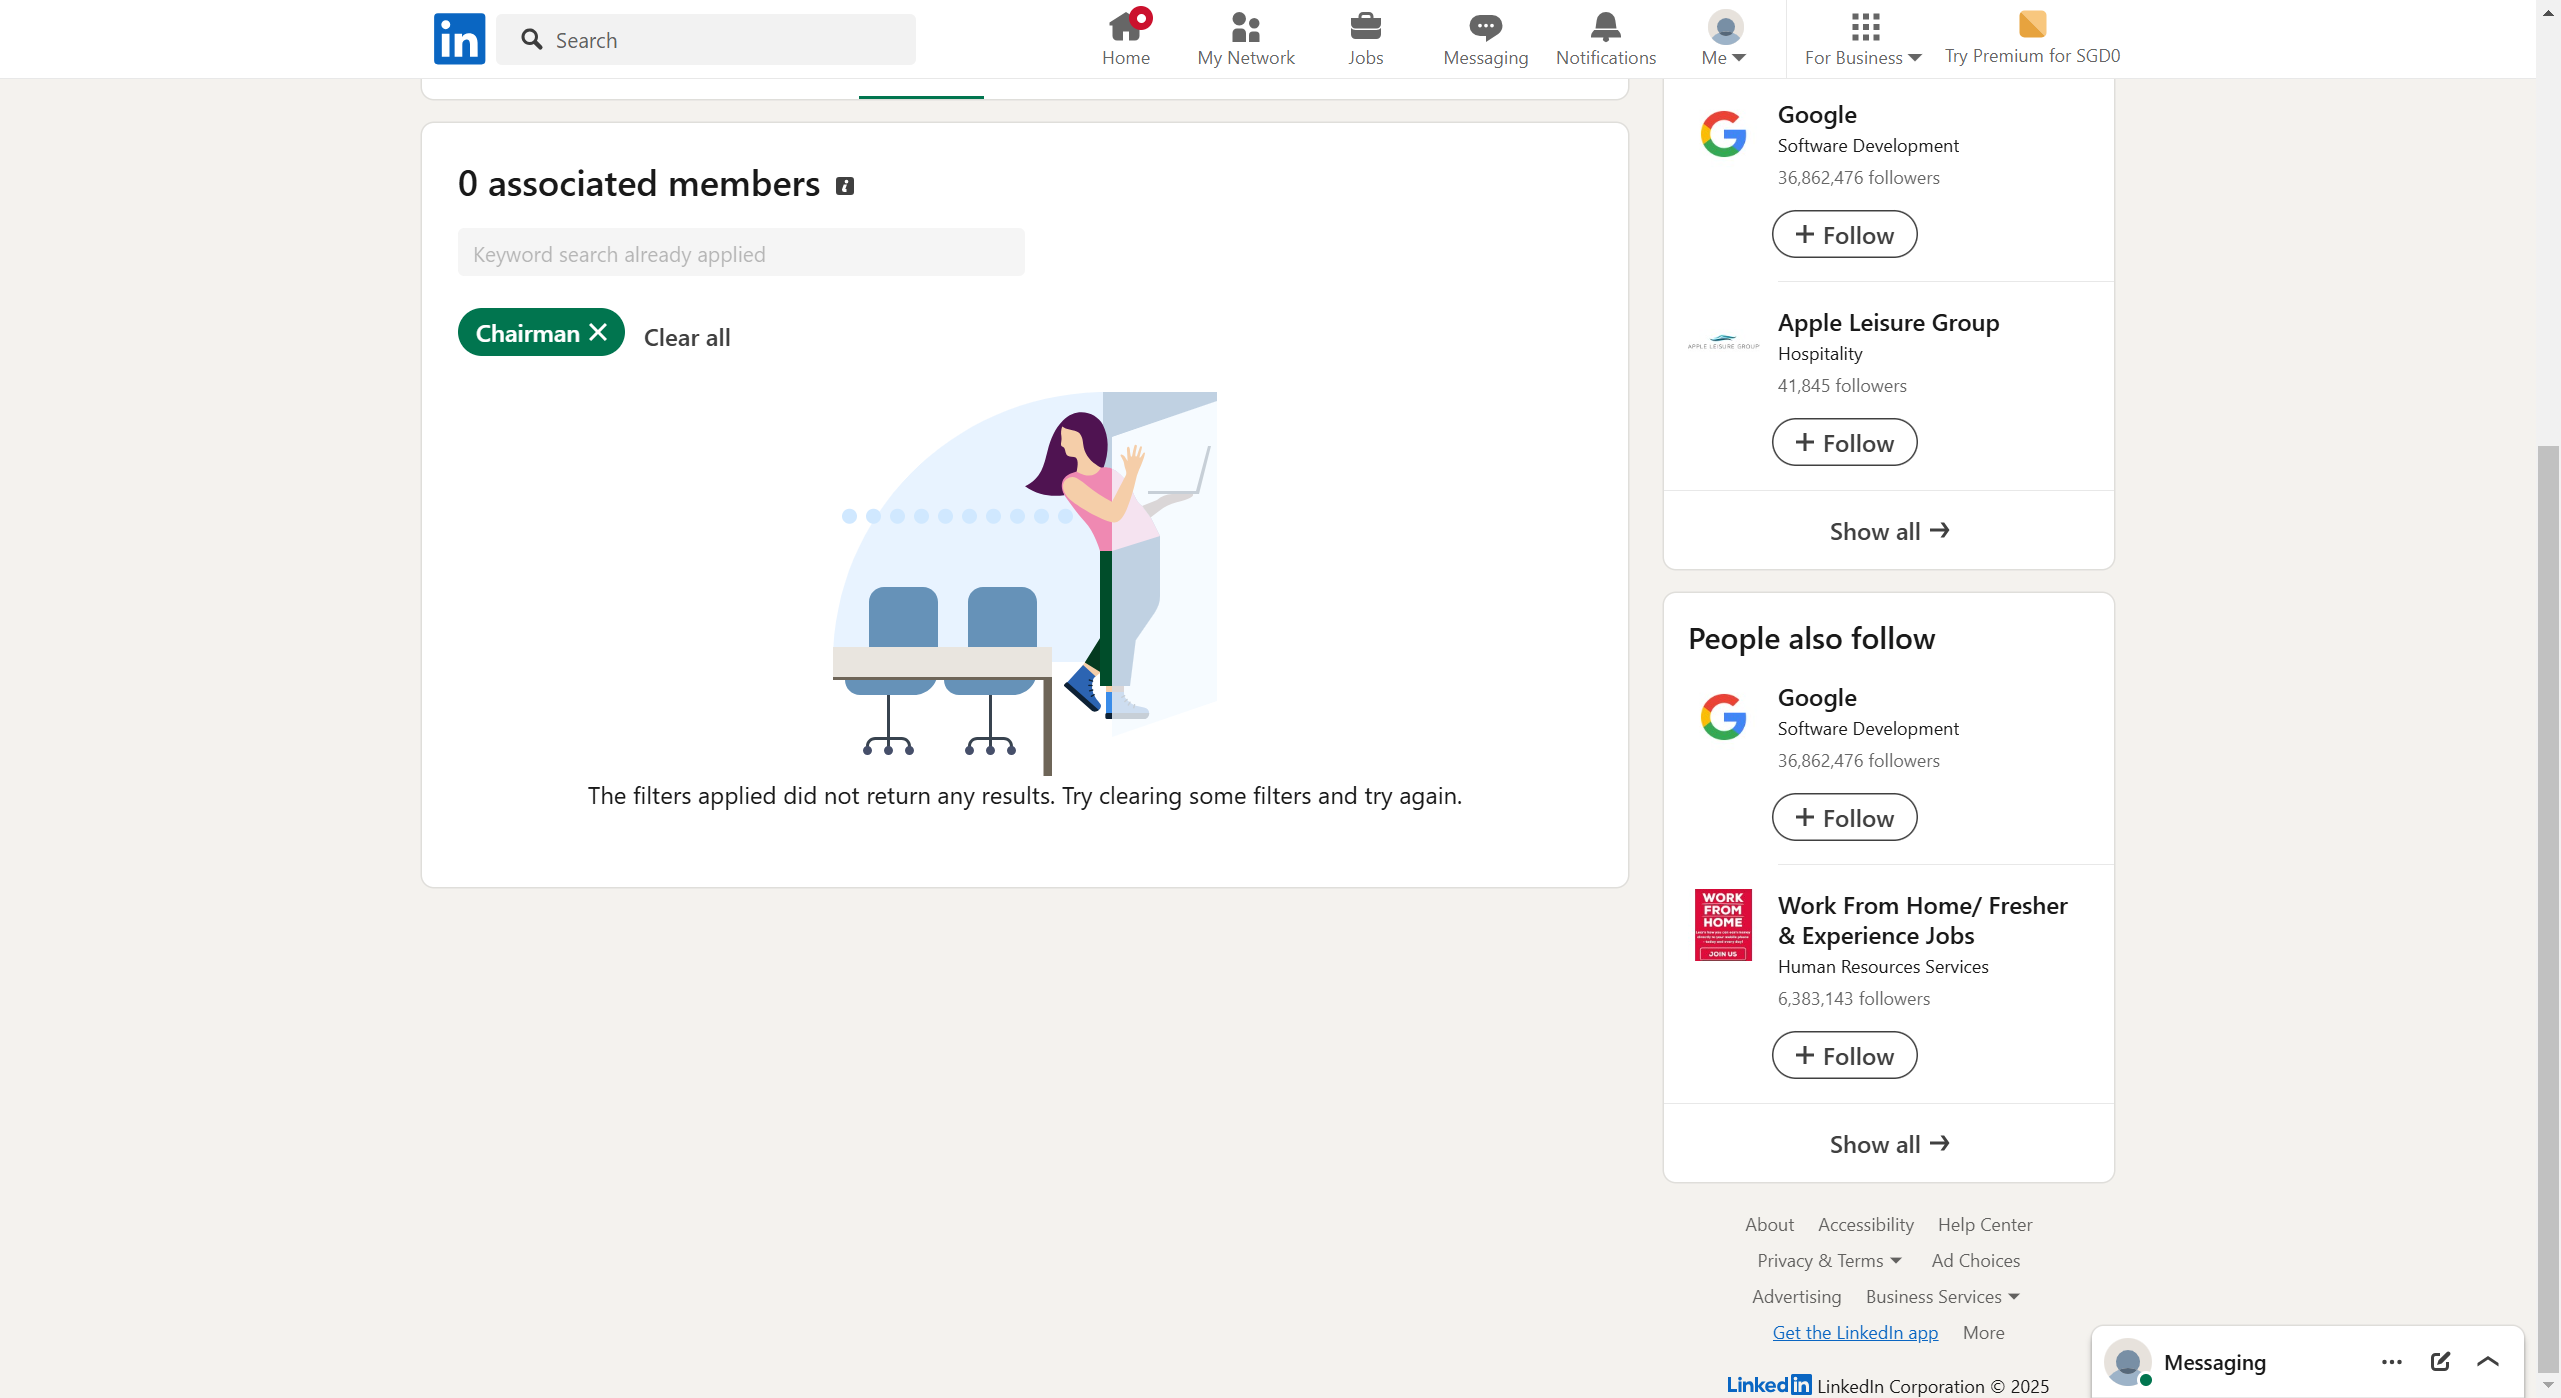 in
Search
Home
My Network
Jobs
Messaging
Notifications
Me
For Business
Try Premium for SGD0
0 associated members
Keyword search already applied
Chairman
Clear all
The filters applied did not return any results. Try clearing some filters and try again.
Google
Software Development
36,862,476 followers
Follow
APPLE LEISURE GROUP
Apple Leisure Group
Hospitality
41,845 followers
Follow
Show all
People also follow
Google
Software Development
36,862,476 followers
Follow
WORK
FROM
HOME
JOIN US
Work From Home/ Fresher
& Experience Jobs
Human Resources Services
6,383,143 followers
Follow
Show all
About Accessibility Help Center
Privacy & Terms Ad Choices
Advertising Business Services
Get the LinkedIn app More
LinkedIn LinkedIn Corporation © 2025
Messaging